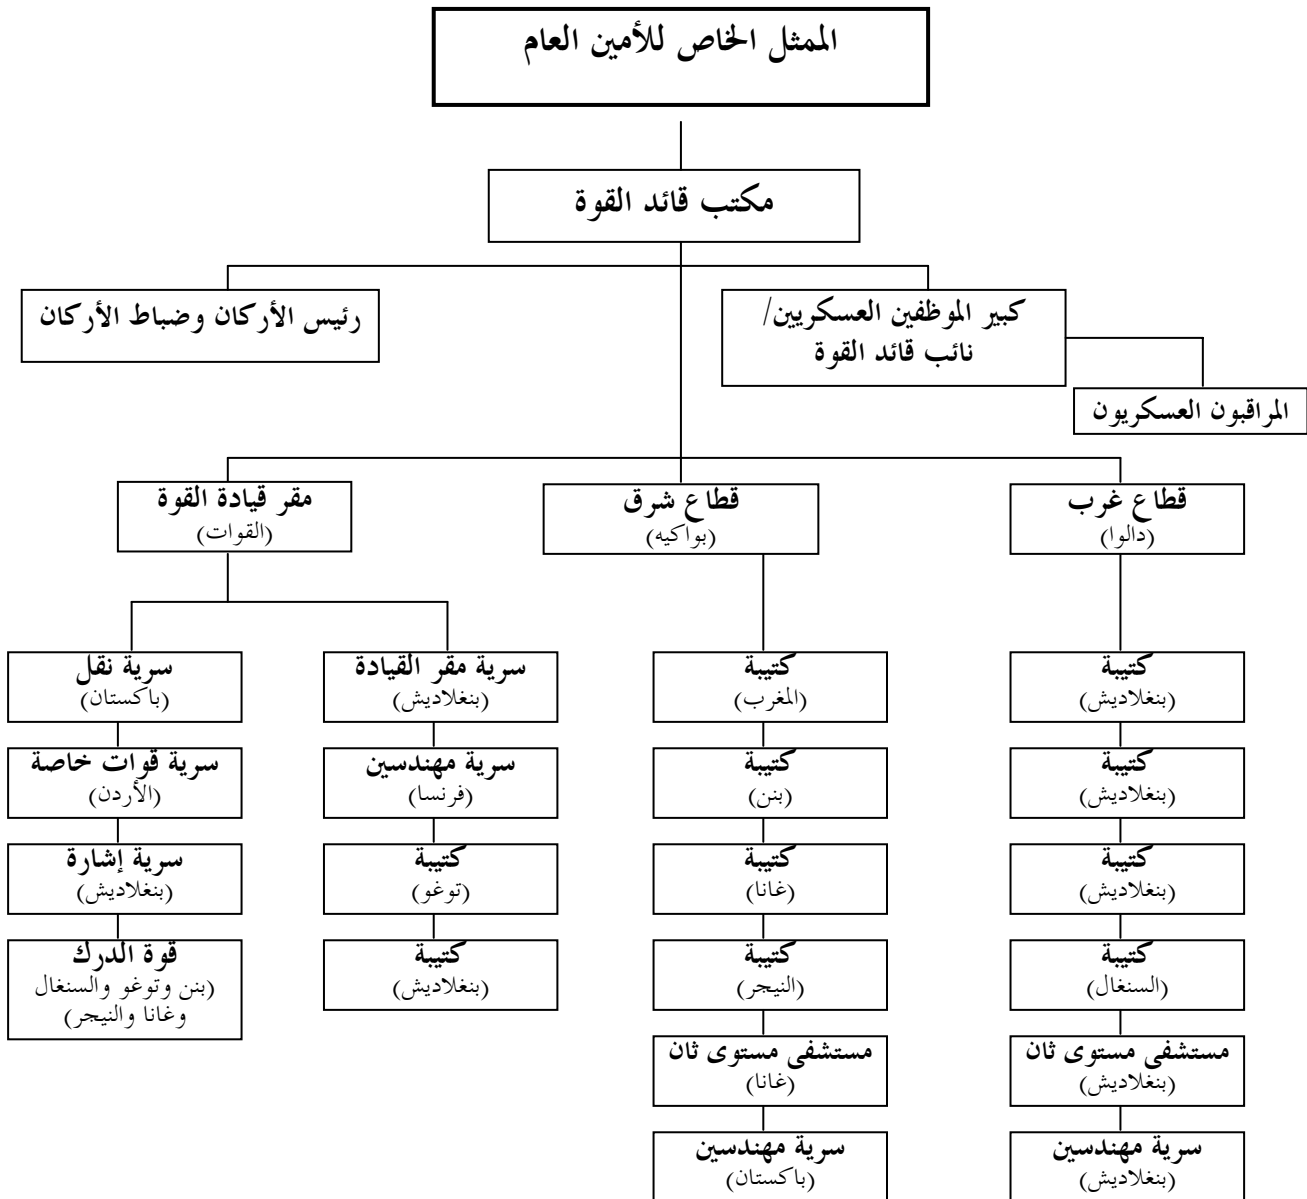 الممثل الخاص للأمين العام
مكتب قائد القوة
كبير الموظفين العسكريين/
نائب قائد القوة
رئيس الأركان وضباط الأركان
المراقبون العسكريون
قطاع غرب
(دالوا)
قطاع شرق
(بواكيه)
مقر قيادة القوة
(القوات)
كتيبة
(بنغلاديش)
كتيبة
(بنغلاديش)
كتيبة
(بنغلاديش)
كتيبة
(السنغال)
مستشفى مستوى ثان
(بنغلاديش)
سرية مهندسين
(بنغلاديش)
كتيبة
(المغرب)
كتيبة
(بنن)
كتيبة
(غانا)
كتيبة
(النيجر)
مستشفى مستوى ثان
(غانا)
سرية مهندسين
(باكستان)
سرية مقر القيادة
(بنغلاديش)
سرية مهندسين
(فرنسا)
كتيبة
(توغو)
كتيبة
(بنغلاديش)
سرية نقل
(باكستان)
سرية قوات خاصة
(الأردن)
سرية إشارة
(بنغلاديش)
قوة الدرك
(بنن وتوغو والسنغال
وغانا والنيجر)